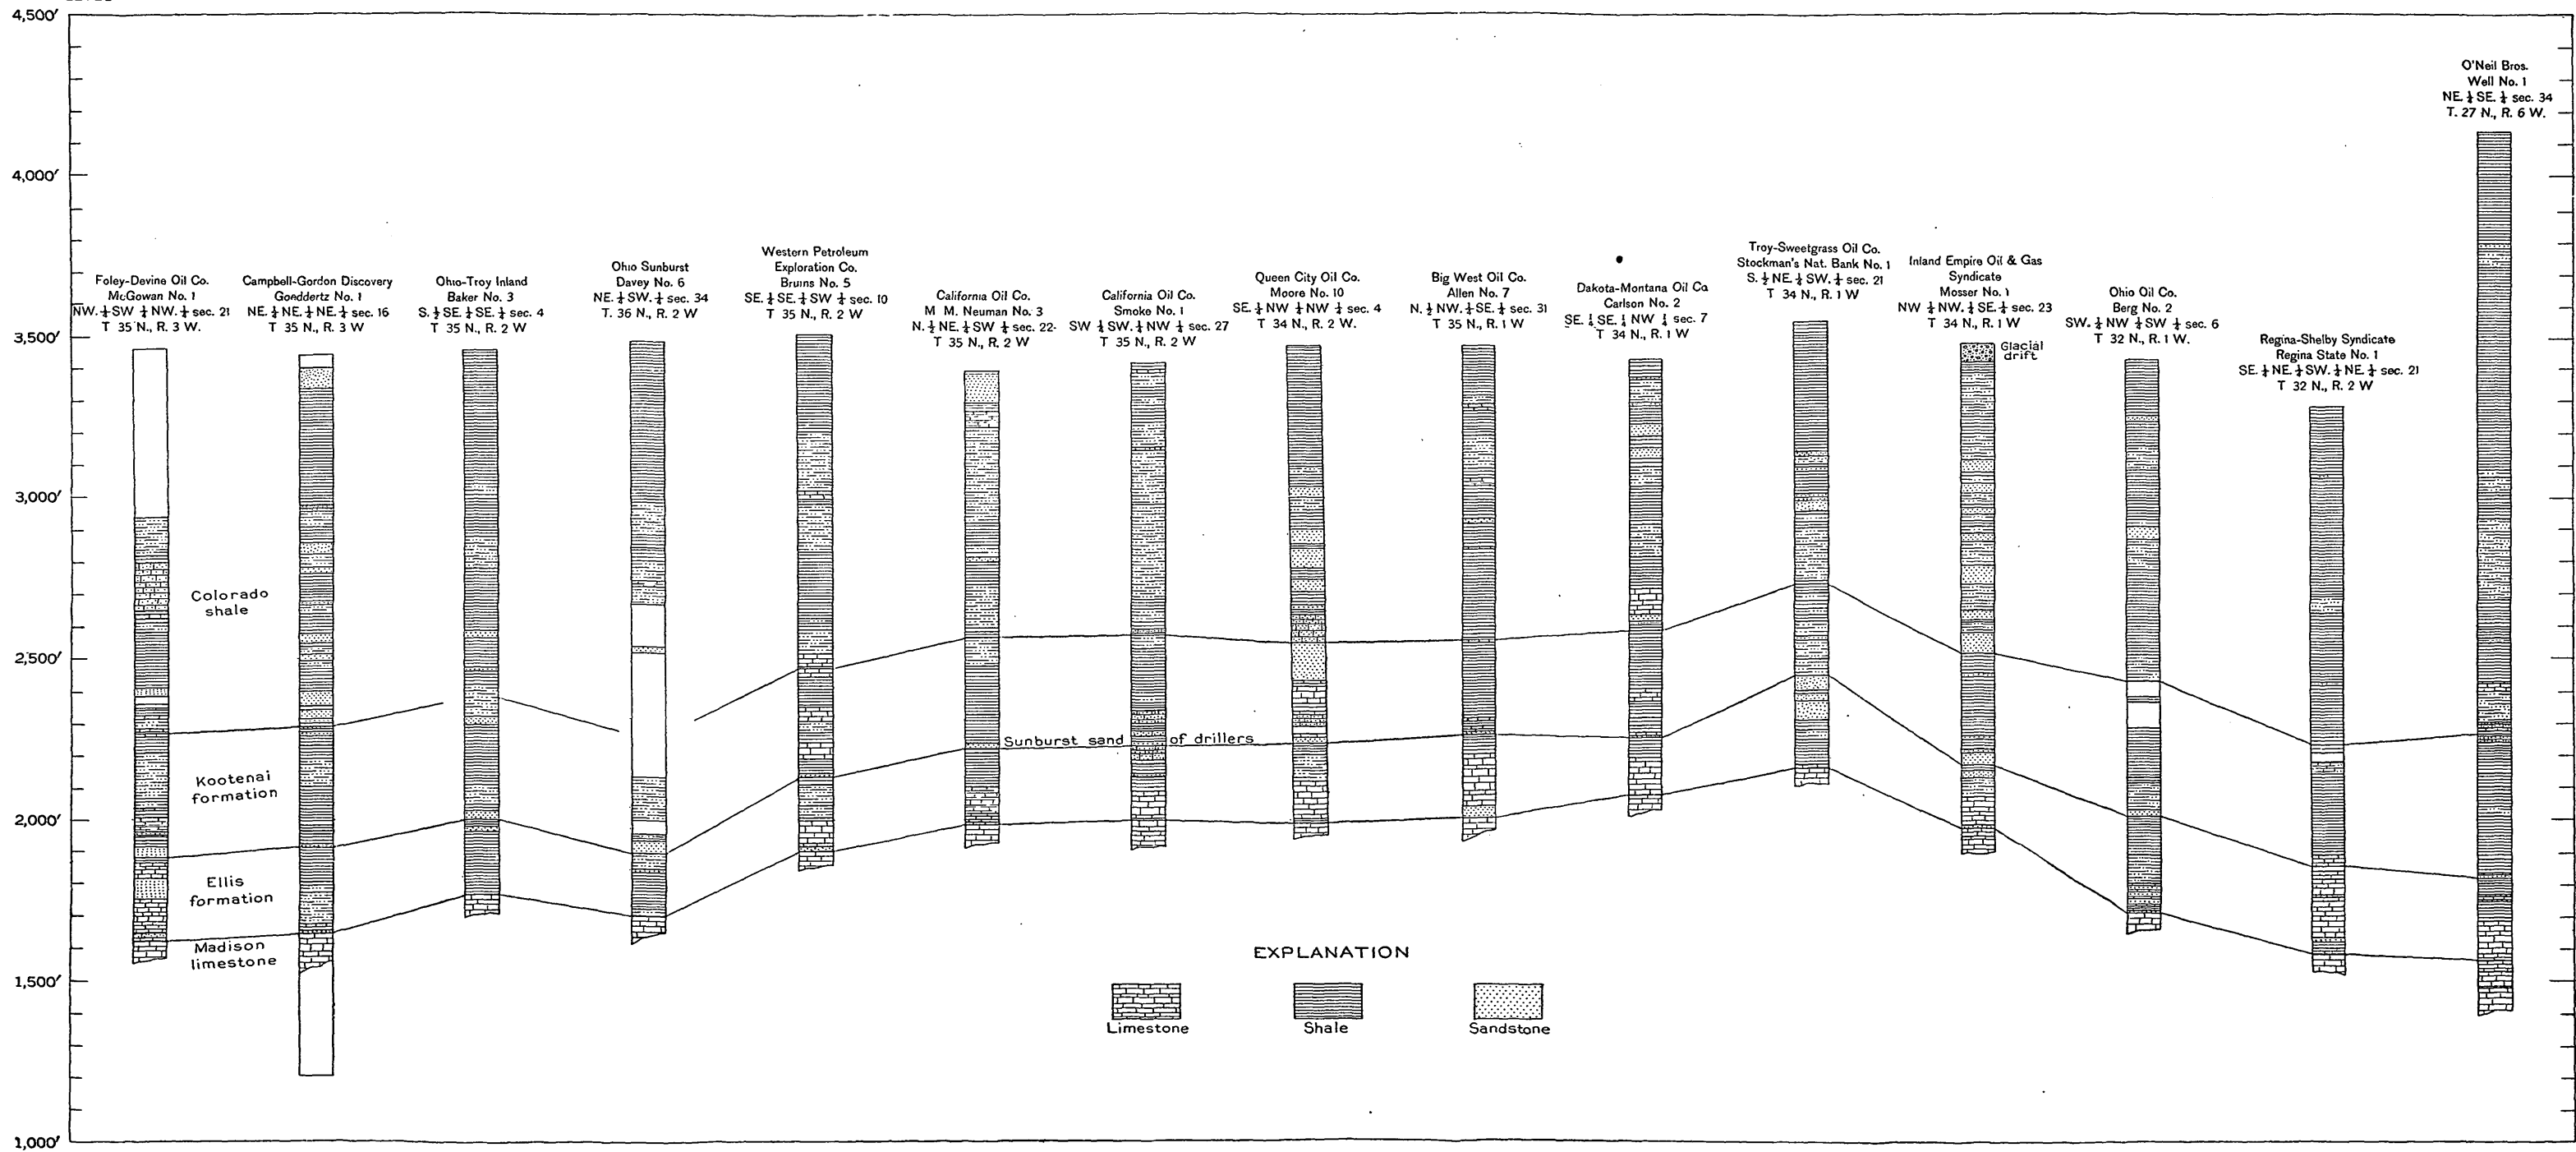 4,500′
4,000′
3,500′
3,000′
2,500′
2,000′
1,500′
1,000′
Foley-Devine Oil Co.
McGowan No. 1
NW. ¼ SW ¼ NW. ¼ sec. 21
T 35 N., R. 3 W.
Campbell-Gordon Discovery
Goeddertz No. 1
NE. ¼ NE. ¼ NE. ¼ sec. 16
T 35 N., R. 3 W
Ohio-Troy Inland
Baker No. 3
S. ½ SE. ¼ SE. ¼ sec. 4
T 35 N., R. 2 W
Ohio Sunburst
Davey No. 6
NE. ¼ SW. ¼ sec. 34
T. 36 N., R. 2 W
Western Petroleum
Exploration Co.
Bruins No. 5
SE. ¼ SE. ¼ SW ¼ sec. 10
T 35 N., R. 2 W
California Oil Co.
M M. Neuman No. 3
N. ½ NE. ¼ SW ¼ sec. 22
T 35 N., R. 2 W
California Oil Co.
Smoke No. 1
SW ¼ SW. ¼ NW ¼ sec. 27
T 35 N., R. 2 W
Queen City Oil Co.
Moore No. 10
SE. ¼ NW ¼ NW ¼ sec. 4
T 34 N., R. 2 W.
Big West Oil Co.
Allen No. 7
N. ½ NW. ¼ SE. ¼ sec. 31
T 35 N., R. 1 W
Dakota-Montana Oil Co
Carlson No. 2
SE. ¼ SE. ¼ NW ¼ sec. 7
T 34 N., R. 1 W
Troy-Sweetgrass Oil Co.
Stockman's Nat. Bank No. 1
S. ½ NE. ¼ SW. ¼ sec. 21
T 34 N., R. 1 W
Inland Empire Oil & Gas
Syndicate
Mosser No. 1
NW ¼ NW. ¼ SE. ¼ sec. 23
T 34 N., R. 1 W
Glacial
drift
Ohio Oil Co.
Berg No. 2
SW. ¼ NW ¼ SW ¼ sec. 6
T 32 N., R. 1 W.
Regina-Shelby Syndicate
Regina State No. 1
SE. ¼ NE. ¼ SW. ¼ NE. ¼ sec. 21
T 32 N., R. 2 W
O'Neil Bros.
Well No. 1
NE. ¼ SE. ¼ sec. 34
T. 27 N., R. 6 W.
Colorado
shale
Kootenai
formation
Ellis
formation
Madison
limestone
Sunburst sand of drillers
EXPLANATION
Limestone
Shale
Sandstone